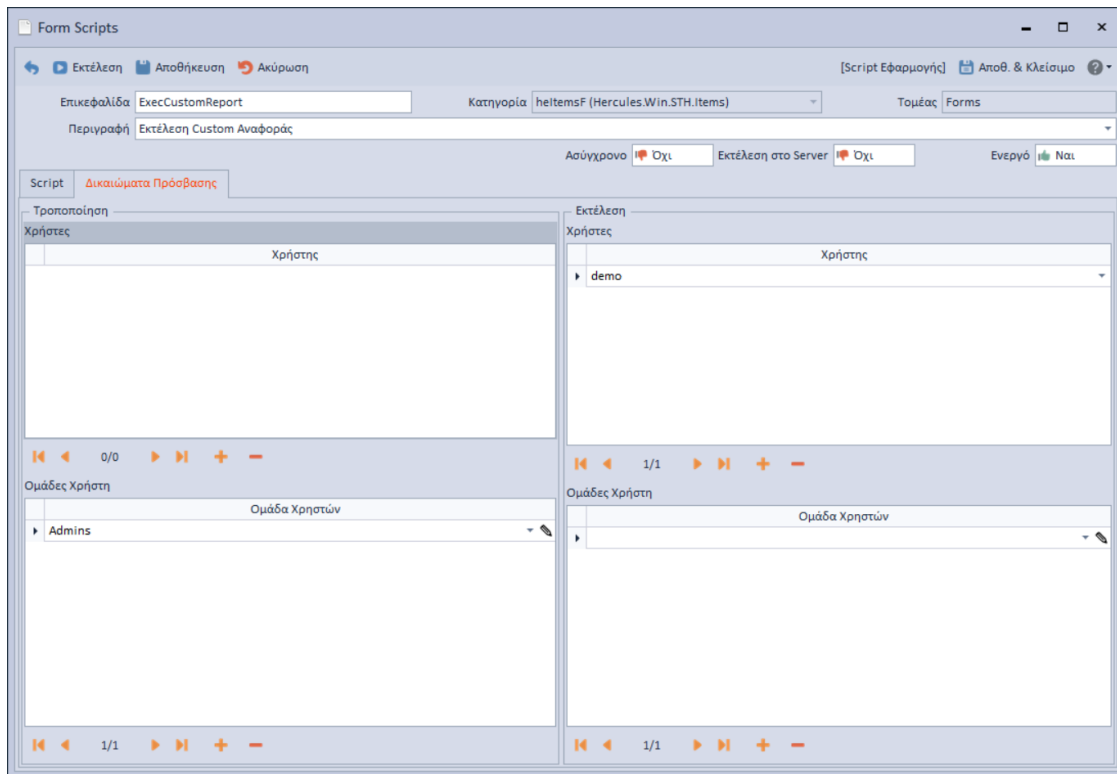 Form Scripts
Εκτέλεση Αποθήκευση Ακύρωση [Script Εφαρμογής] Αποθ. & Κλείσιμο
Επικεφαλίδα ExecCustomReport Κατηγορία heItemsF (Hercules.Win.STH.Items) Τομέας Forms
Περιγραφή Εκτέλεση Custom Αναφοράς
Ασύγχρονο Όχι Εκτέλεση στο Server Όχι Ενεργό Ναι
Script Δικαιώματα Πρόσβασης
Τροποποίηση
Χρήστες
Χρήστης
0/0
Ομάδες Χρήστη
Ομάδα Χρηστών
Admins
1/1
Εκτέλεση
Χρήστες
Χρήστης
demo
1/1
Ομάδες Χρήστη
Ομάδα Χρηστών
1/1